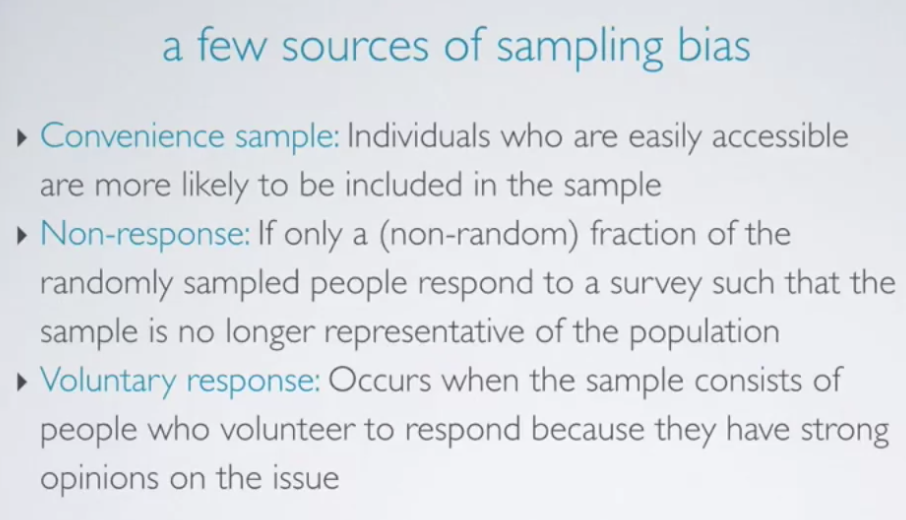 a few sources of sampling bias
‣ Convenience sample: Individuals who are easily accessible
are more likely to be included in the sample
‣ Non-response: If only a (non-random) fraction of the
randomly sampled people respond to a survey such that the
sample is no longer representative of the population
‣ Voluntary response: Occurs when the sample consists of
people who volunteer to respond because they have strong
opinions on the issue